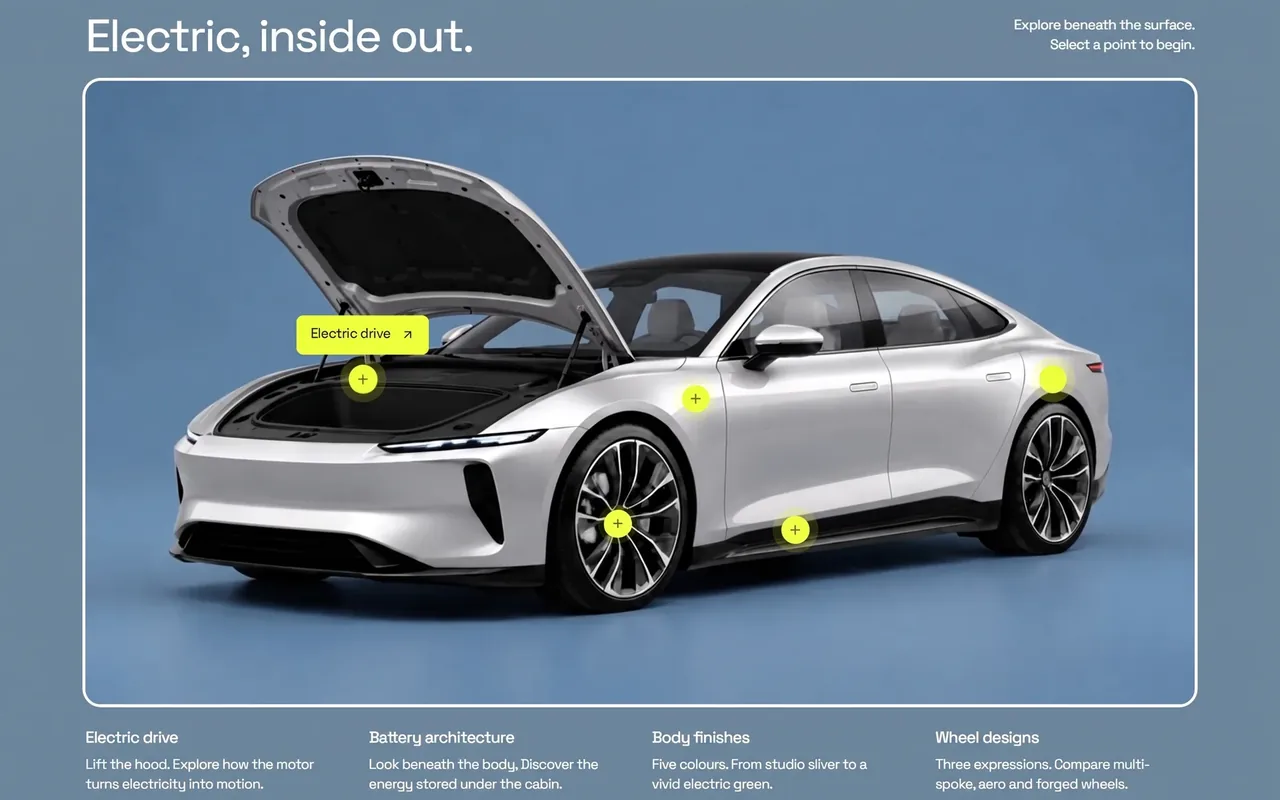 Electric, inside out.
Explore beneath the surface.
Select a point to begin.
Electric drive
Electric drive
Lift the hood. Explore how the motor
turns electricity into motion.
Battery architecture
Look beneath the body, Discover the
energy stored under the cabin.
Body finishes
Five colours. From studio sliver to a
vivid electric green.
Wheel designs
Three expressions. Compare multi-
spoke, aero and forged wheels.